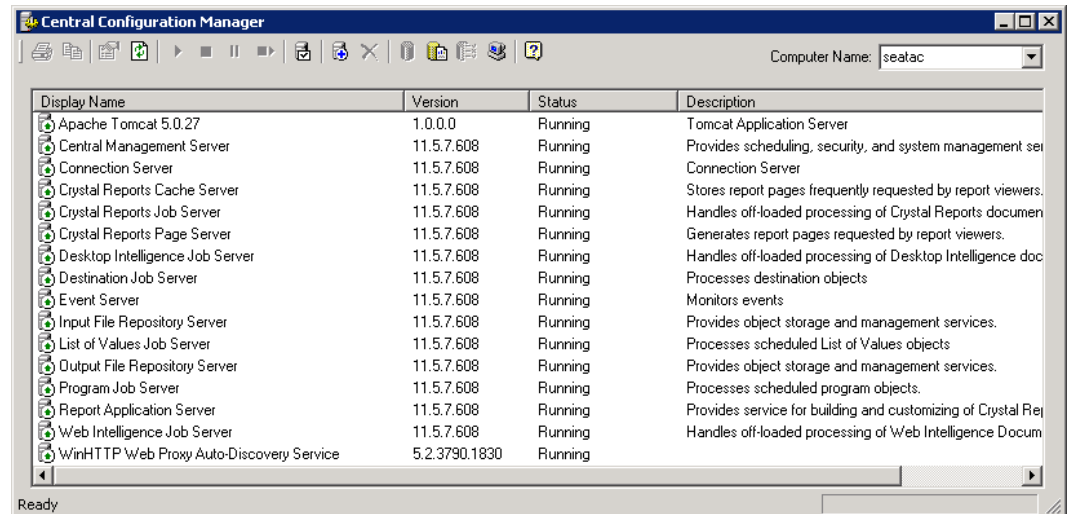 Central Configuration Manager
Computer Name: seatac
Display Name Version Status Description
Apache Tomcat 5.0.27 1.0.0.0 Running Tomcat Application Server
Central Management Server 11.5.7.608 Running Provides scheduling, security, and system management
Connection Server 11.5.7.608 Running Connection Server
Crystal Reports Cache Server 11.5.7.608 Running Stores report pages frequently requested by report viewers.
Crystal Reports Job Server 11.5.7.608 Running Handles off-loaded processing of Crystal Reports
Crystal Reports Page Server 11.5.7.608 Running Generates report pages requested by report viewers.
Desktop Intelligence Job Server 11.5.7.608 Running Handles off-loaded processing of Desktop Intelligence
Destination Job Server 11.5.7.608 Running Processes destination objects
Event Server 11.5.7.608 Running Monitors events
Input File Repository Server 11.5.7.608 Running Provides object storage and management services.
List of Values Job Server 11.5.7.608 Running Processes scheduled List of Values objects
Output File Repository Server 11.5.7.608 Running Provides object storage and management services.
Program Job Server 11.5.7.608 Running Processes scheduled program objects.
Report Application Server 11.5.7.608 Running Provides service for building and customizing of Crystal
Web Intelligence Job Server 11.5.7.608 Running Handles off-loaded processing of Web Intelligence
WinHTTP Web Proxy Auto-Discovery Service 5.2.3790.1830 Running
Ready